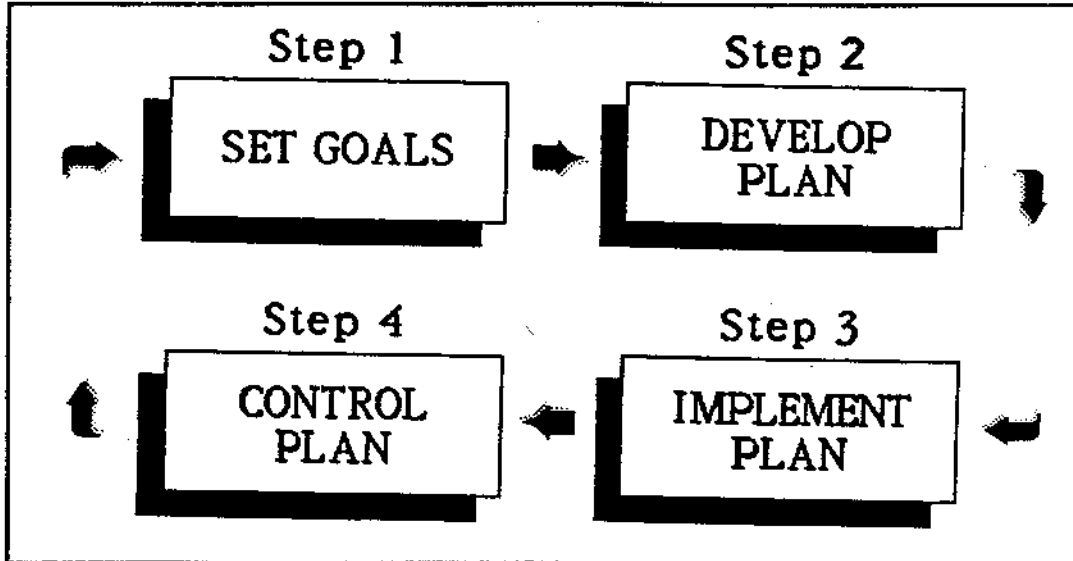 Step 1
SET GOALS
Step 2
DEVELOP
PLAN
Step 3
IMPLEMENT
PLAN
Step 4
CONTROL
PLAN